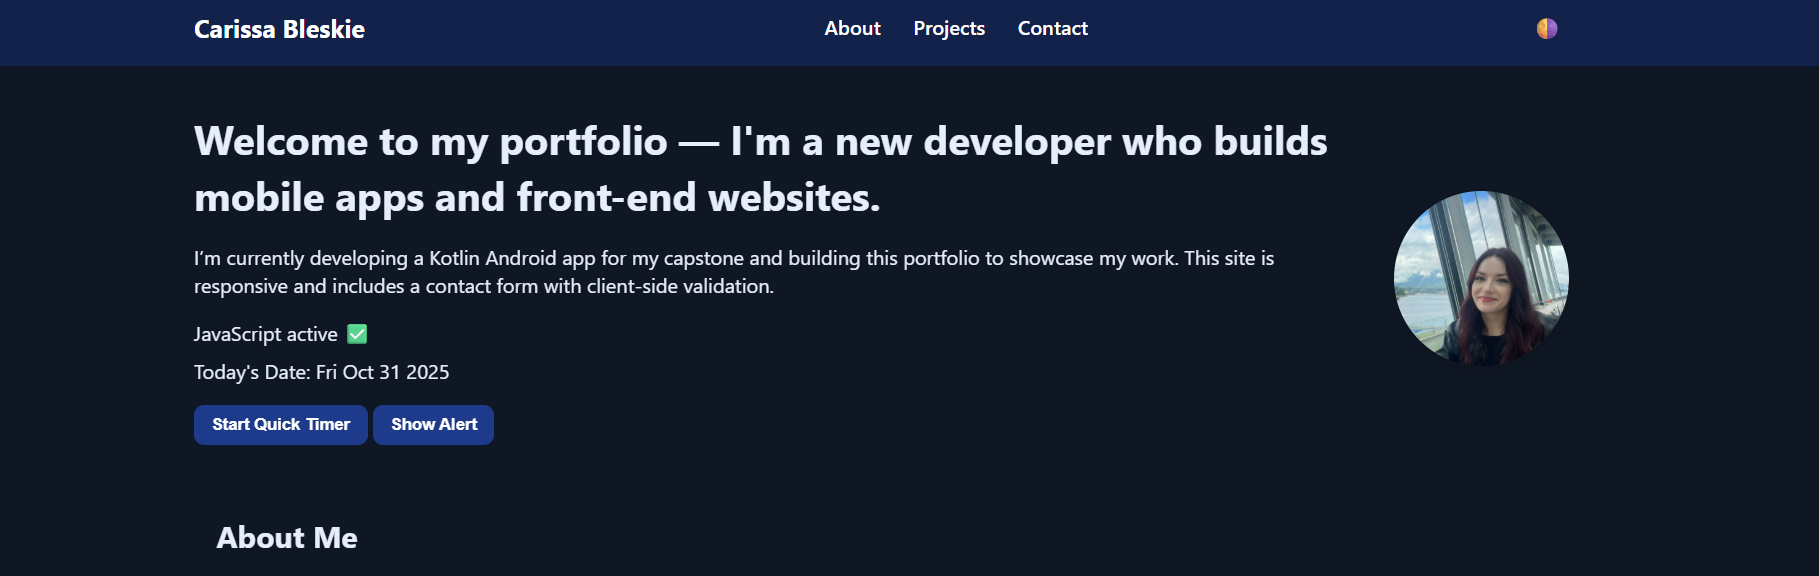 Carissa Bleskie
About Projects Contact
Welcome to my portfolio — I'm a new developer who builds
mobile apps and front-end websites.
I’m currently developing a Kotlin Android app for my capstone and building this portfolio to showcase my work. This site is
responsive and includes a contact form with client-side validation.
JavaScript active ✅
Today's Date: Fri Oct 31 2025
Start Quick Timer Show Alert
About Me